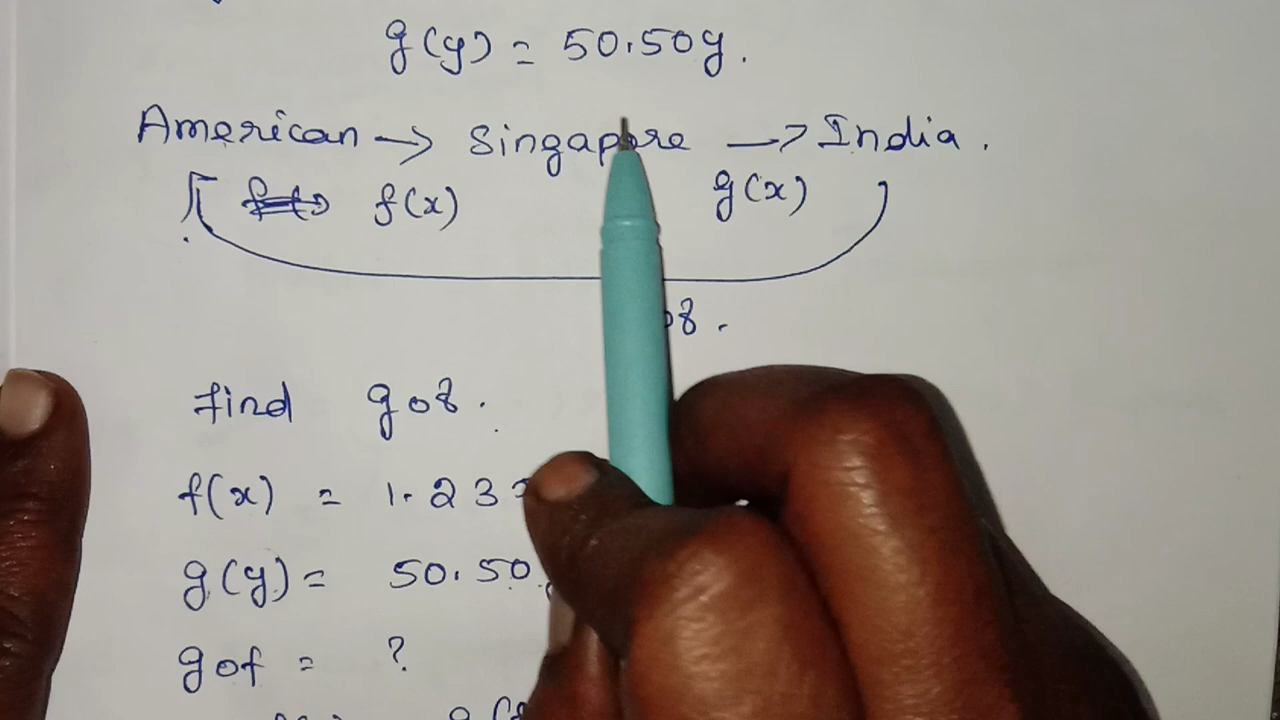 g(y) = 50.50y.
American → Singapore → India.
f(x) g(x)
find gof.
f(x) = 1.23
g(y) = 50.50
gof = ?